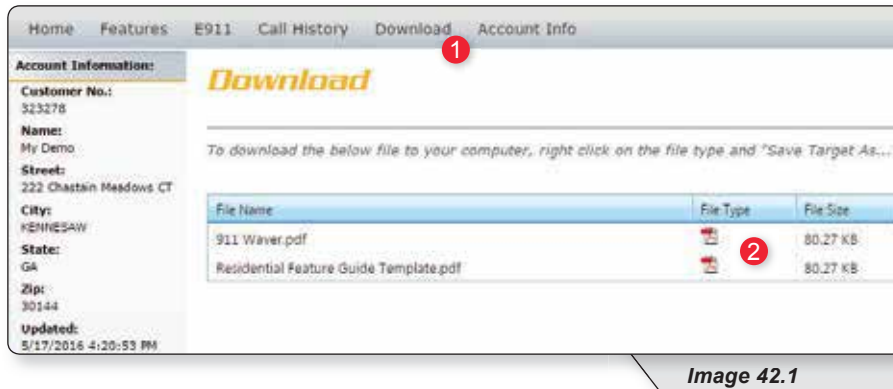 Home Features E911 Call History Download Account Info
1
Account Information:
Customer No.:
323278
Name:
My Demo
Street:
222 Chastain Meadows CT
City:
KENNESAW
State:
GA
Zip:
30144
Updated:
5/17/2016 4:20:53 PM
Download
To download the below file to your computer, right click on the file type and "Save Target As...
File Name File Type File Size
911 Waver.pdf 80.27 KB
2
Residential Feature Guide Template.pdf 80.27 KB
Image 42.1